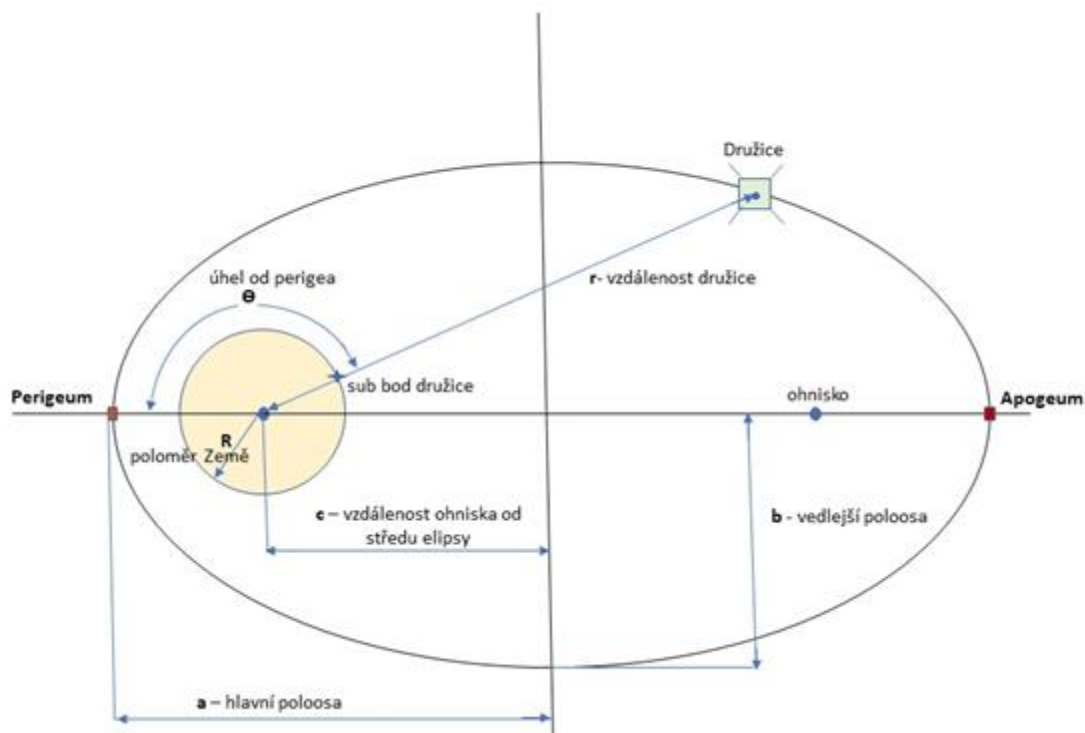 Družice
úhel od perigea
Ɵ
r- vzdálenost družice
sub bod družice
Perigeum
ohnisko
Apogeum
R
poloměr Země
c – vzdálenost ohniska od
středu elipsy
b - vedlejší poloosa
a – hlavní poloosa